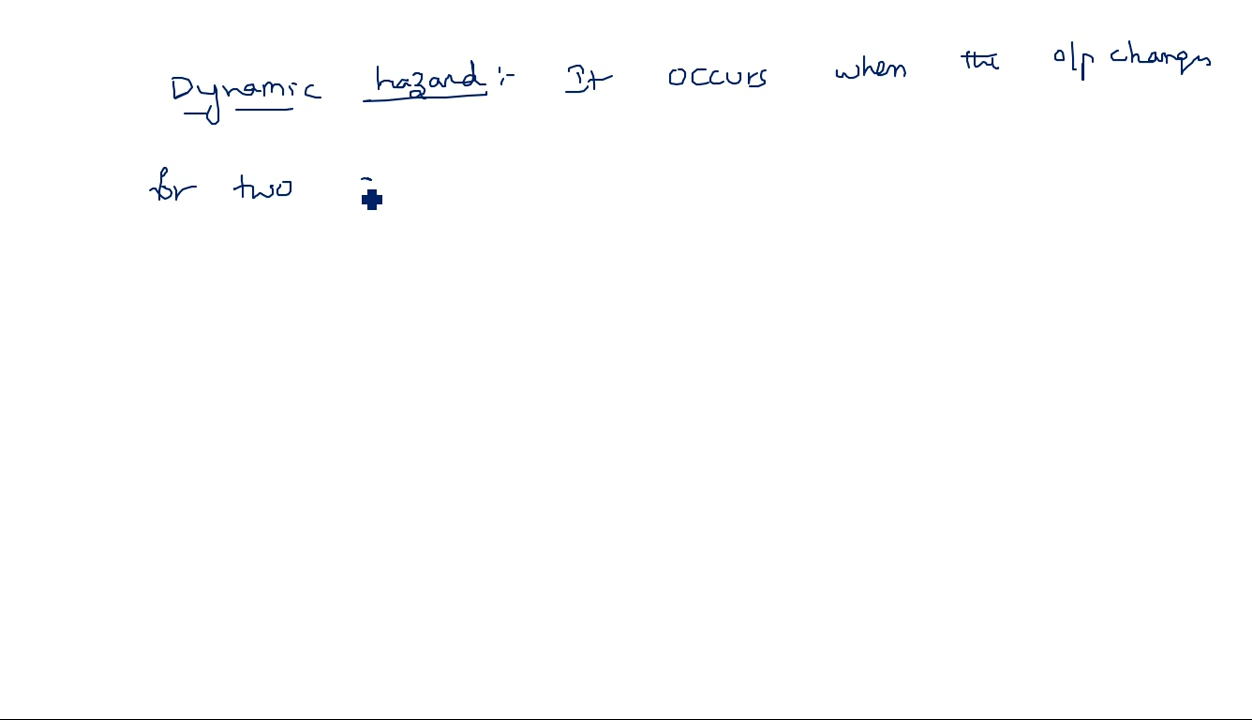 Dynamic hazard :- It occurs when the o/p changes
for two